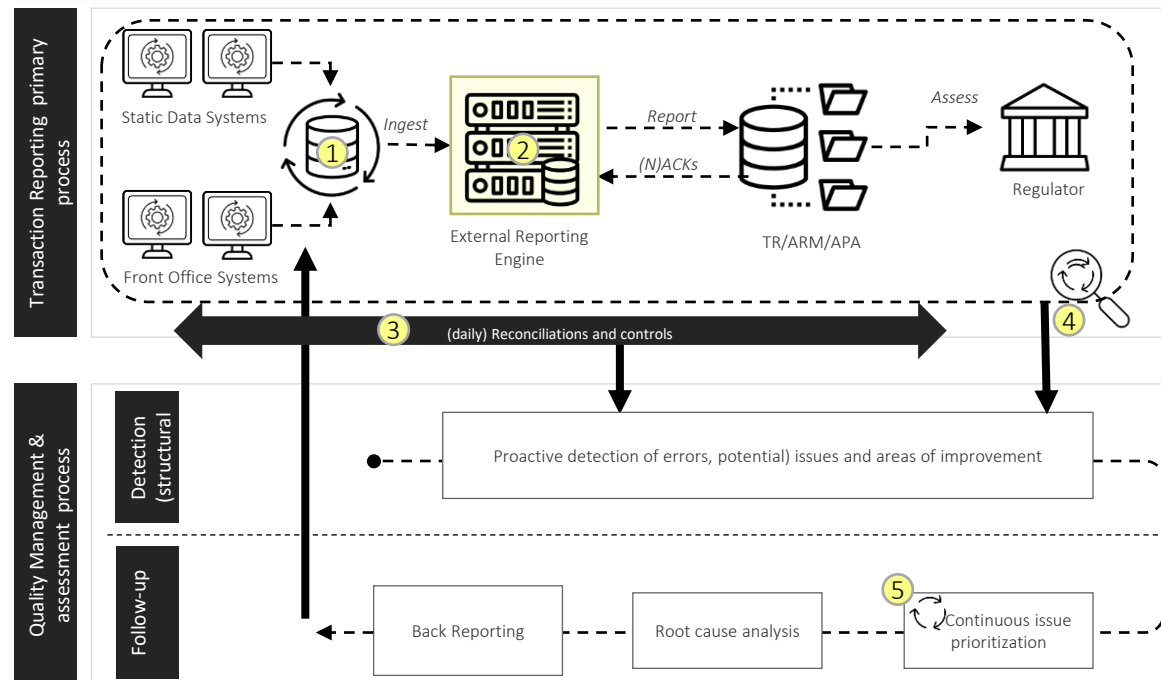 Transaction Reporting primary
process
Static Data Systems
Front Office Systems
1
Ingest
2
External Reporting
Engine
Report
(N)ACKs
TR/ARM/APA
Assess
Regulator
3
(daily) Reconciliations and controls
4
Quality Management &
assessment process
Detection
(structural
Proactive detection of errors, potential) issues and areas of improvement
Follow-up
Back Reporting
Root cause analysis
5
Continuous issue
prioritization